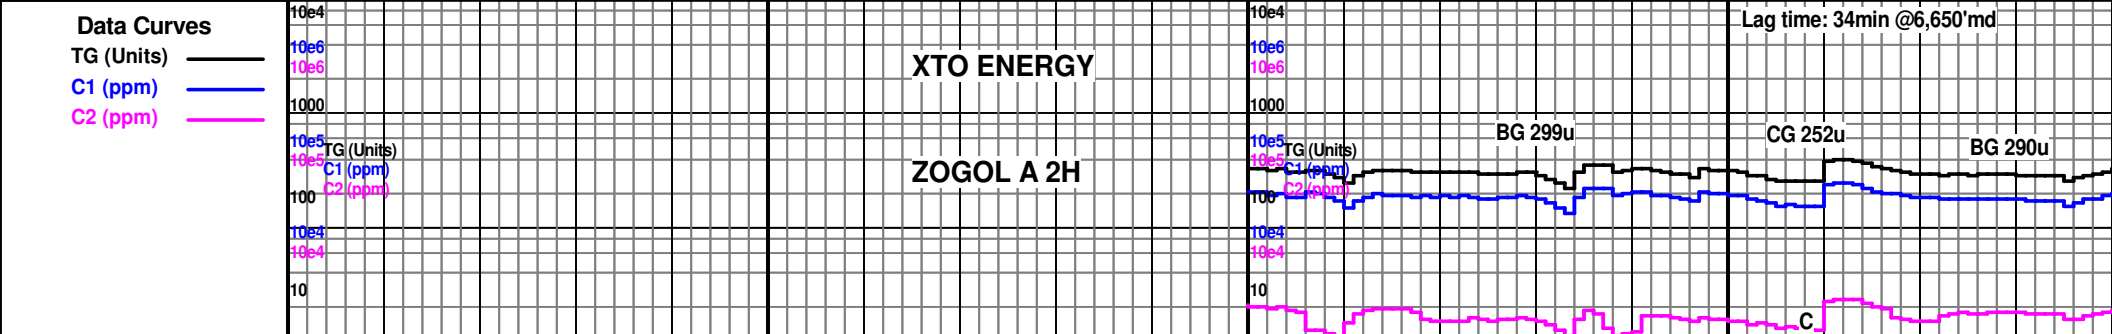 Data Curves
TG (Units)
C1 (ppm)
C2 (ppm)
10e4
10e6
10e6
1000
10e5
10e5
TG (Units)
C1 (ppm)
C2 (ppm)
100
10e4
10e4
10
XTO ENERGY
ZOGOL A 2H
10e4
10e6
10e6
1000
10e5
10e5
TG (Units)
C1 (ppm)
C2 (ppm)
100
10e4
10e4
10
BG 299u
Lag time: 34min @6,650'md
CG 252u
BG 290u
C